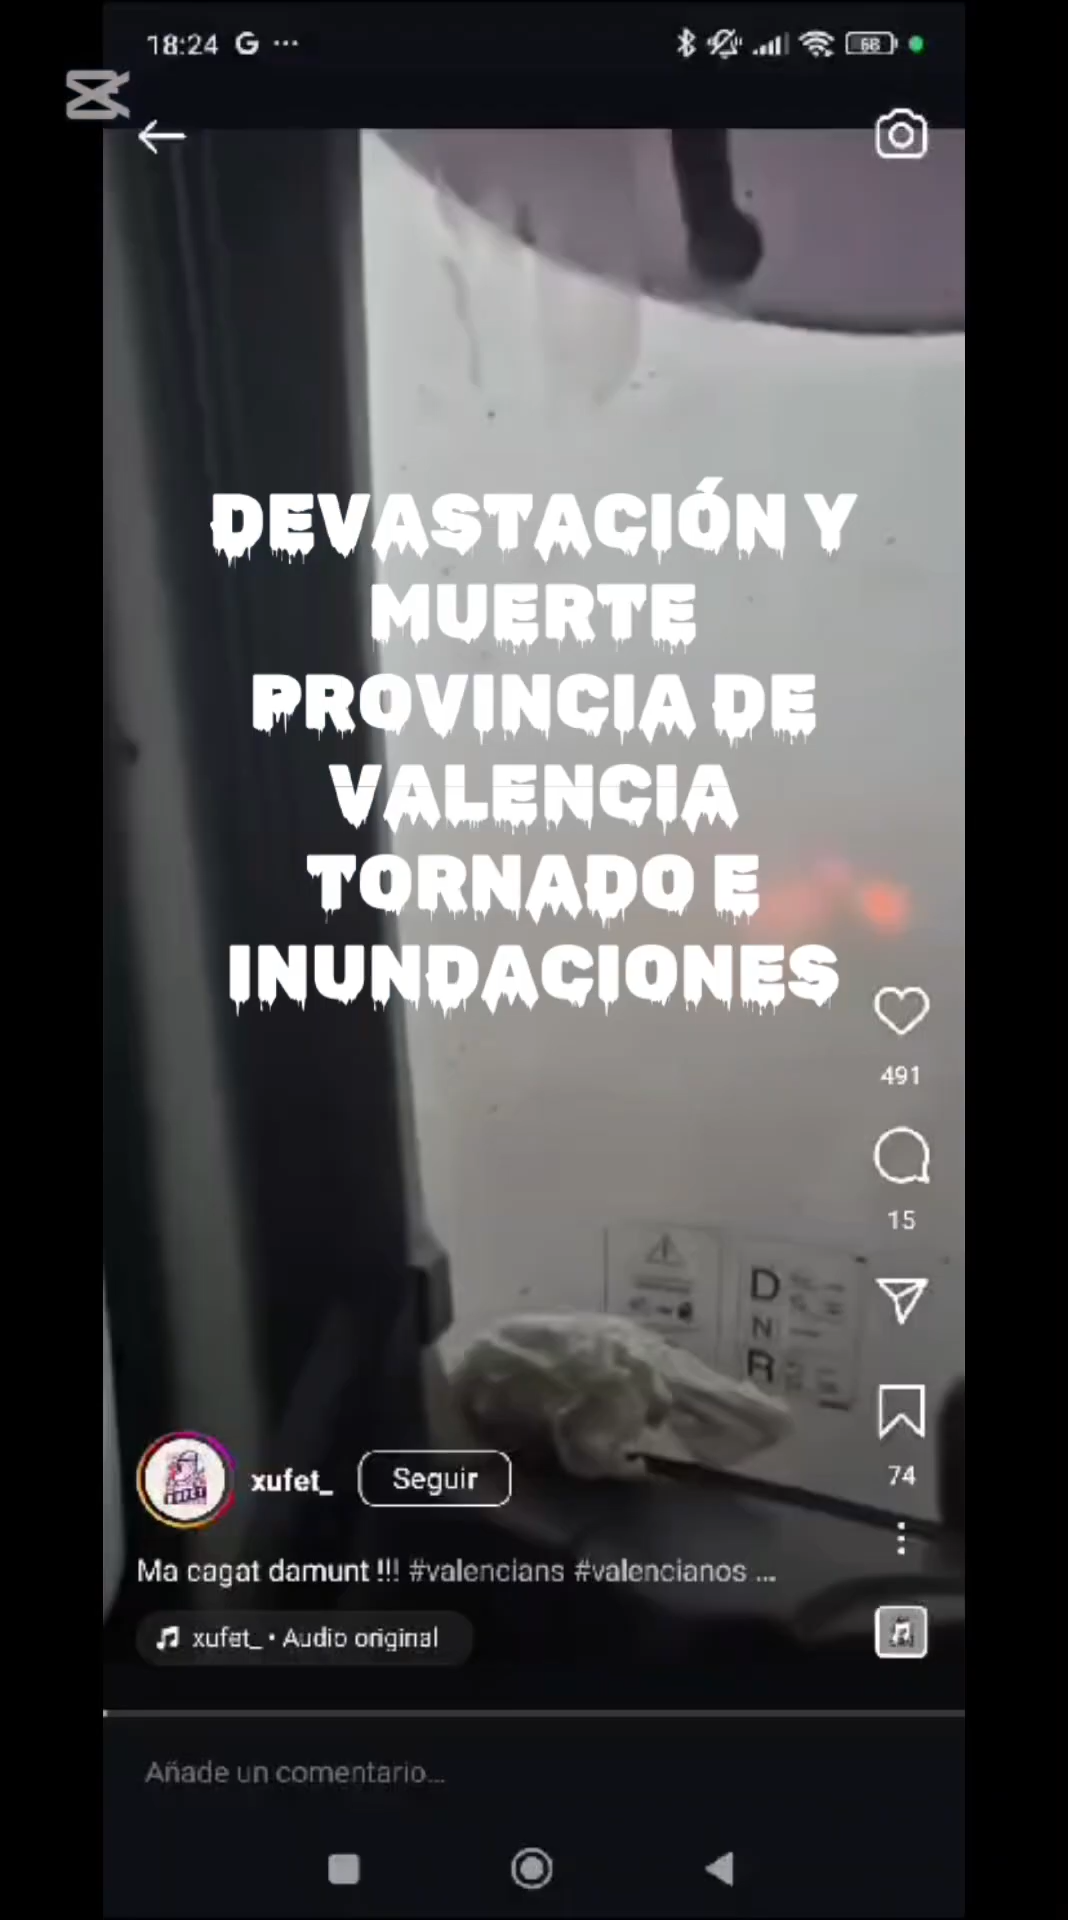 18:24 G ...
68
DEVASTACIÓN Y
MUERTE
PROVINCIA DE
VALENCIA
TORNADO E
INUNDACIONES
491
15
D
N
R
74
xufet_ Seguir
Ma cagat damunt !!! #valencians #valencianos ...
xufet_ • Audio original
Añade un comentario...